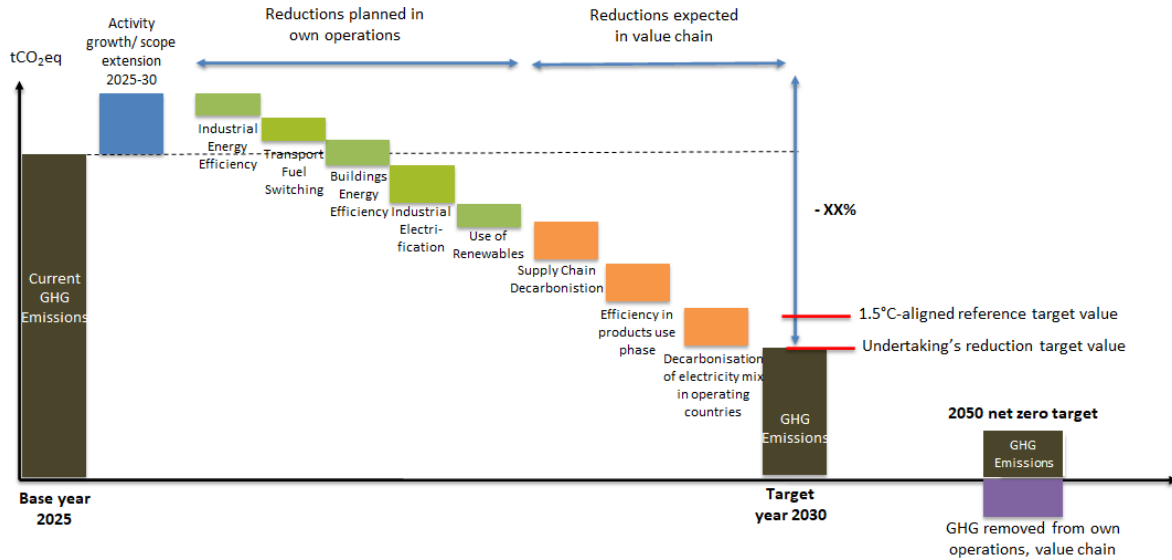 Activity
growth/ scope
extension
2025-30
Reductions planned in
own operations
Reductions expected
in value chain
tCO₂eq
Industrial
Energy
Efficiency
Transport
Fuel
Switching
Buildings
Energy
Efficiency
Industrial
Electri-
fication
Use of
Renewables
Supply Chain
Decarbonistion
Efficiency in
products use
phase
Decarbonisation
of electricity mix
in operating
countries
- XX%
1.5°C-aligned reference target value
Undertaking's reduction target value
Current
GHG
Emissions
GHG
Emissions
2050 net zero target
GHG
Emissions
Base year
2025
Target
year 2030
GHG removed from own
operations, value chain